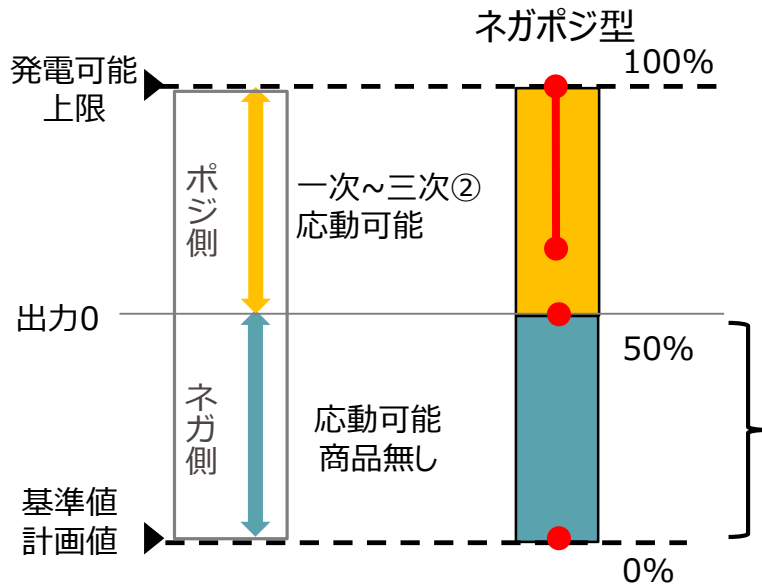 ネガポジ型
発電可能
上限
100%
ポジ側
一次~三次②
応動可能
出力0
50%
ネガ側
応動可能
商品無し
基準値
計画値
0%